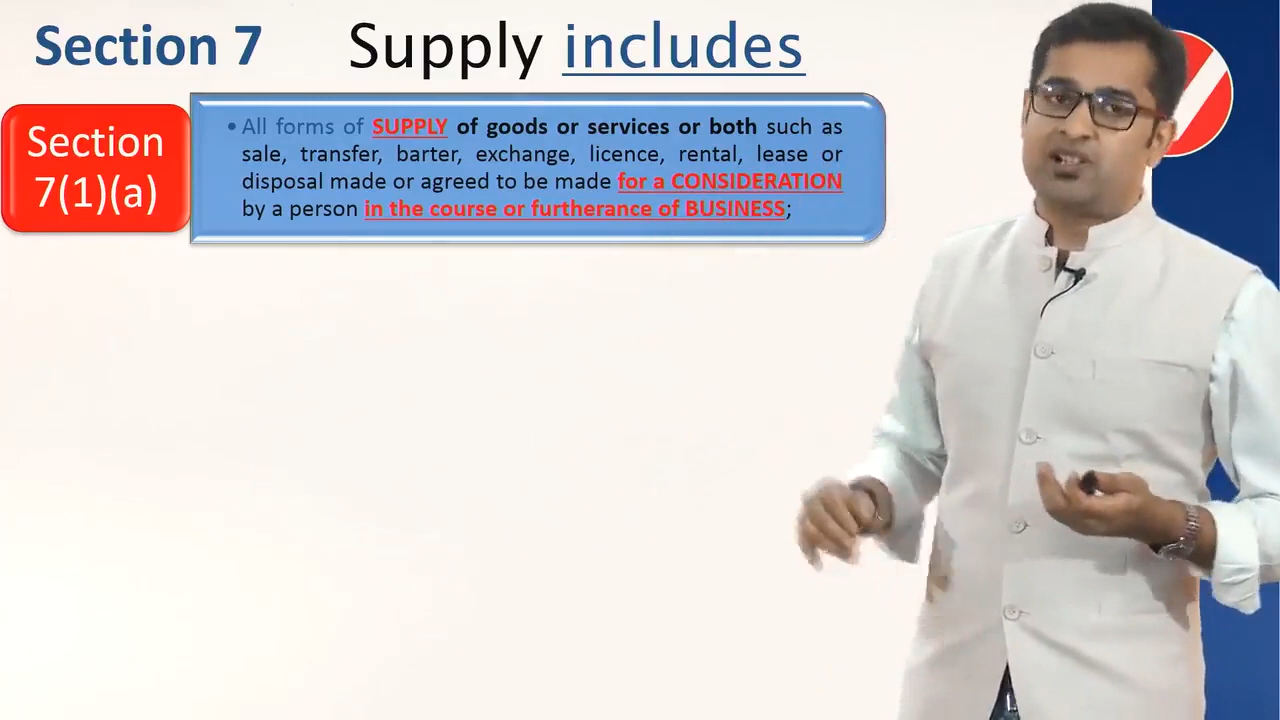 Section 7 Supply includes
Section
7(1)(a)
• All forms of SUPPLY of goods or services or both such as
sale, transfer, barter, exchange, licence, rental, lease or
disposal made or agreed to be made for a CONSIDERATION
by a person in the course or furtherance of BUSINESS;